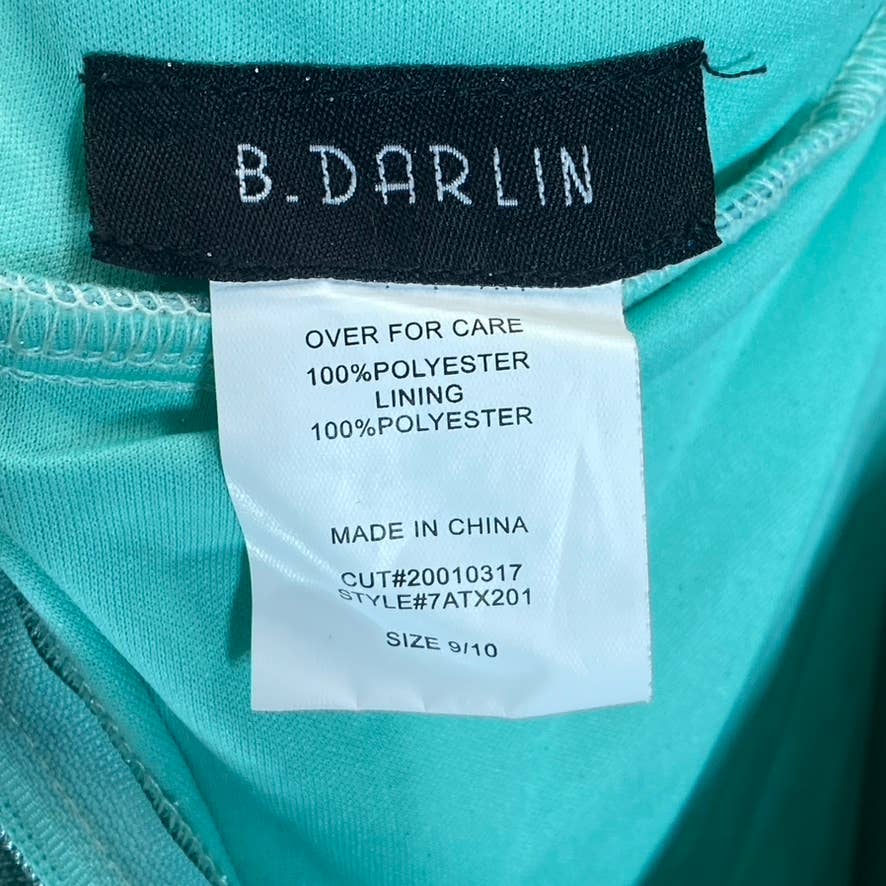 B.DARLIN
OVER FOR CARE
100%POLYESTER
LINING
100%POLYESTER
MADE IN CHINA
CUT#20010317
STYLE#7ATX201
SIZE 9/10